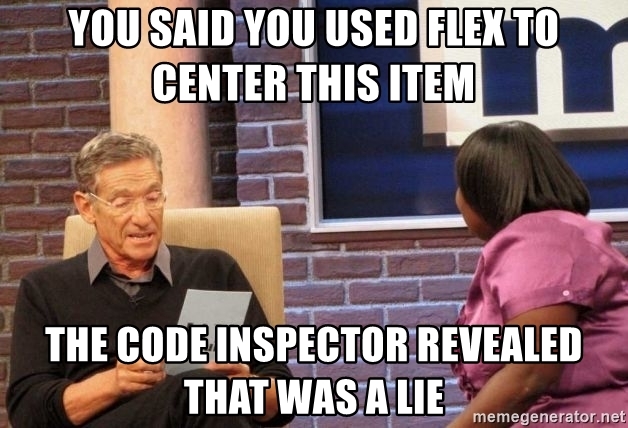 YOU SAID YOU USED FLEX TO
CENTER THIS ITEM
m
THE CODE INSPECTOR REVEALED
THAT WAS A LIE
memegenerator.net